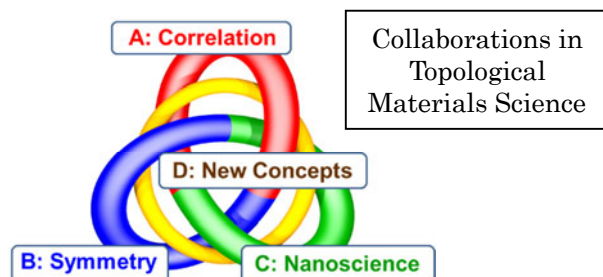 A: Correlation
Collaborations in
Topological
Materials Science
D: New Concepts
B: Symmetry
C: Nanoscience